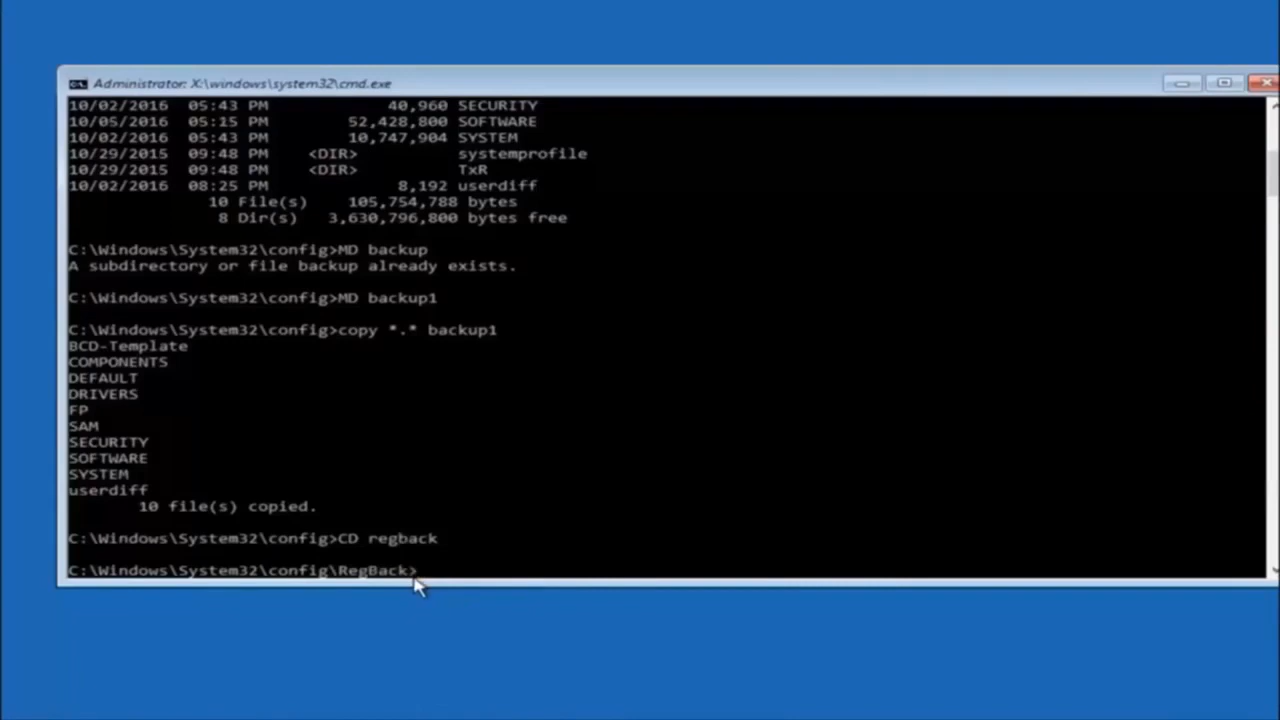 Administrator: X:\windows\system32\cmd.exe
10/02/2016  05:43 PM            40,960 SECURITY
10/05/2016  05:15 PM        52,428,800 SOFTWARE
10/02/2016  05:43 PM        10,747,904 SYSTEM
10/29/2015  09:48 PM    <DIR>          systemprofile
10/29/2015  09:48 PM    <DIR>          TxR
10/02/2016  08:25 PM             8,192 userdiff
              10 File(s)    105,754,788 bytes
               8 Dir(s)   3,630,796,800 bytes free
C:\Windows\System32\config>MD backup
A subdirectory or file backup already exists.
C:\Windows\System32\config>MD backup1
C:\Windows\System32\config>copy *.* backup1
BCD-Template
COMPONENTS
DEFAULT
DRIVERS
FP
SAM
SECURITY
SOFTWARE
SYSTEM
userdiff
       10 file(s) copied.
C:\Windows\System32\config>CD regback
C:\Windows\System32\config\RegBack>